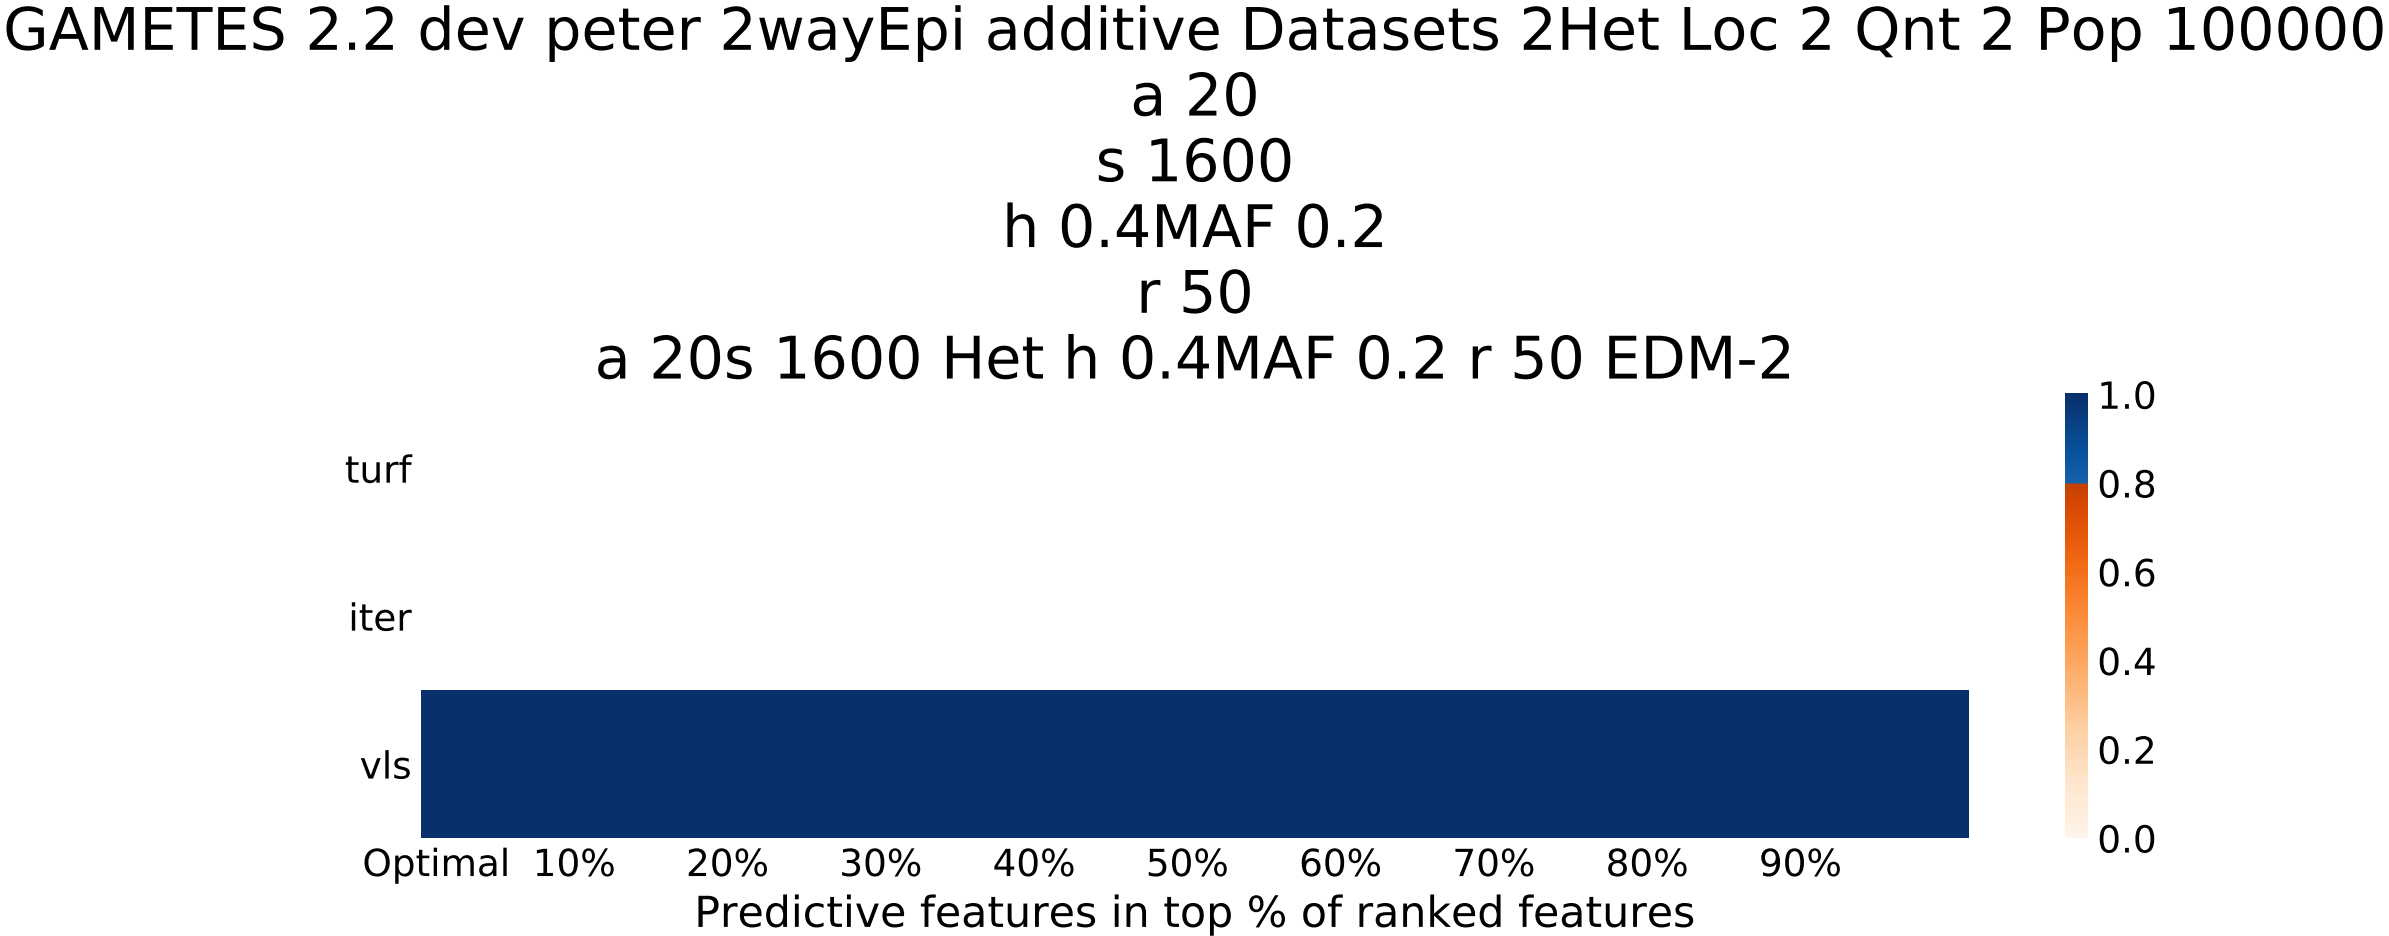 GAMETES 2.2 dev peter 2wayEpi additive Datasets 2Het Loc 2 Qnt 2 Pop 100000
a 20
s 1600
h 0.4MAF 0.2
r 50
a 20s 1600 Het h 0.4MAF 0.2 r 50 EDM-2
turf
iter
vls
Optimal 10% 20% 30% 40% 50% 60% 70% 80% 90%
Predictive features in top % of ranked features
1.0
0.8
0.6
0.4
0.2
0.0